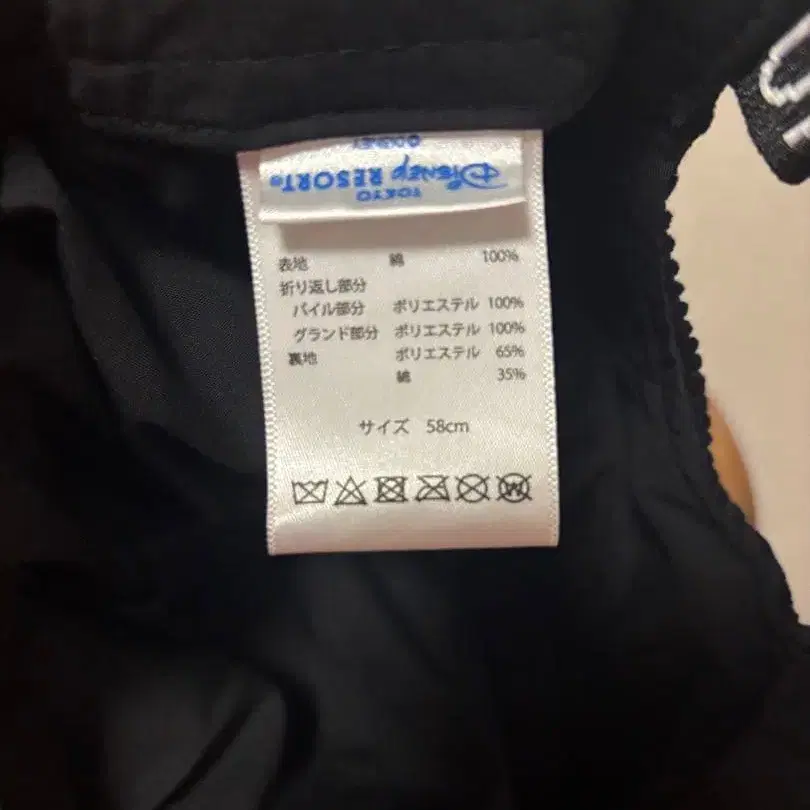 ©DISNEY
TOKYO
Disney RESORT®
表地 綿 100%
折り返し部分
パイル部分 ポリエステル 100%
グランド部分 ポリエステル 100%
裏地 ポリエステル 65%
綿 35%
サイズ 58cm